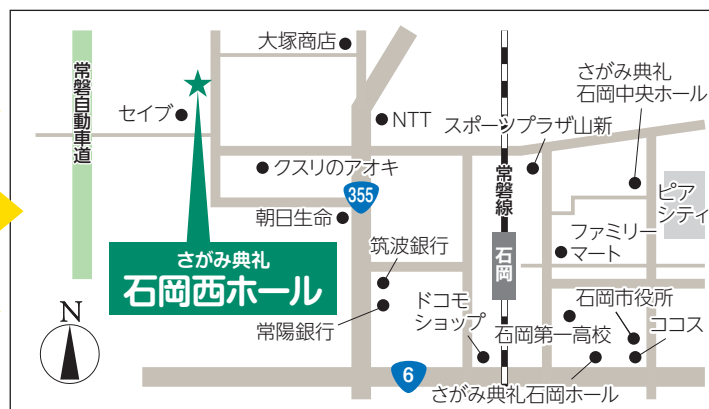 大塚商店
さがみ典礼
石岡中央ホール
常磐自動車道
セイブ
NTT
スポーツプラザ山新
クスリのアオキ
常磐線
355
ピア
シティ
朝日生命
ファミリー
マート
さがみ典礼
石岡西ホール
筑波銀行
石岡
常陽銀行
ドコモ
ショップ
石岡市役所
石岡第一高校
ココス
N
6
さがみ典礼石岡ホール